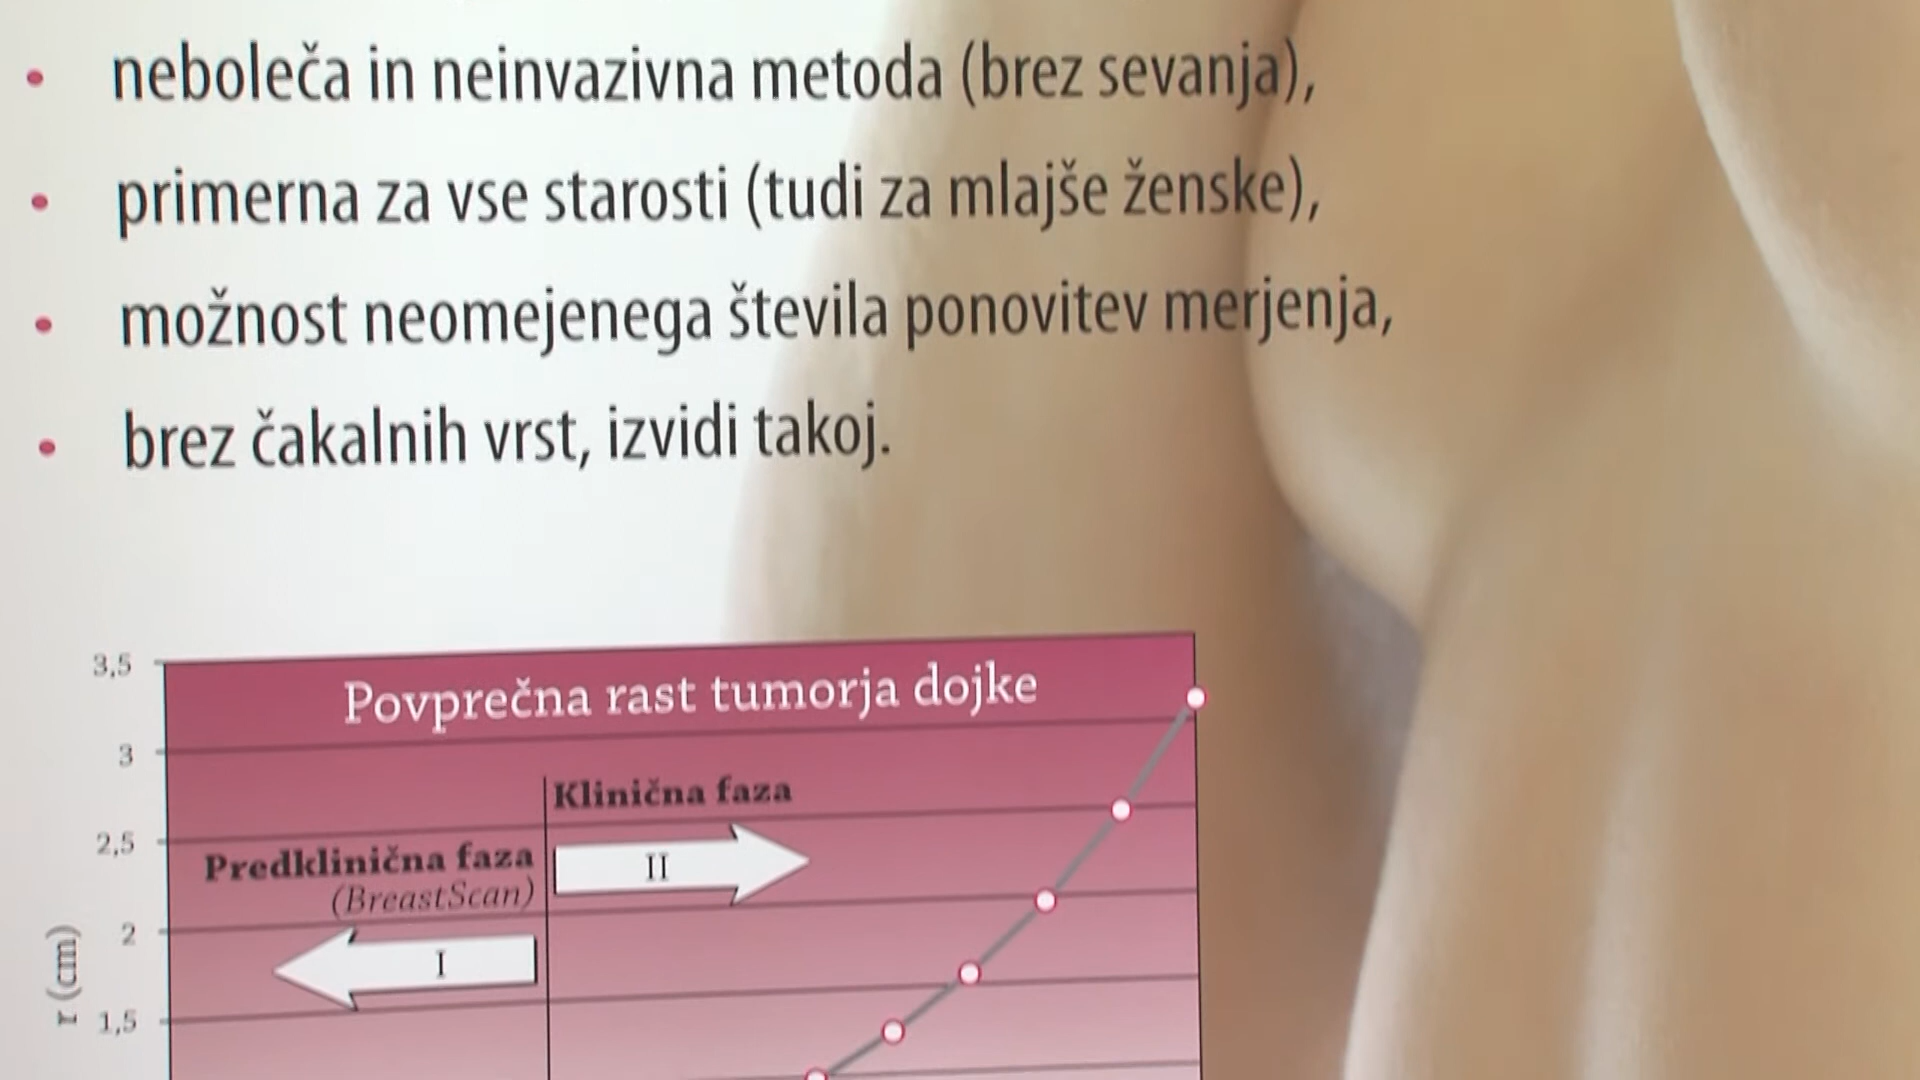 • neboleča in neinvazivna metoda (brez sevanja),
• primerna za vse starosti (tudi za mlajše ženske),
• možnost neomejenega števila ponovitev merjenja,
• brez čakalnih vrst, izvidi takoj.
Povprečna rast tumorja dojke
3,5
3
2,5
2
1,5
r (cm)
Klinična faza
II
Predklinična faza
(BreastScan)
I